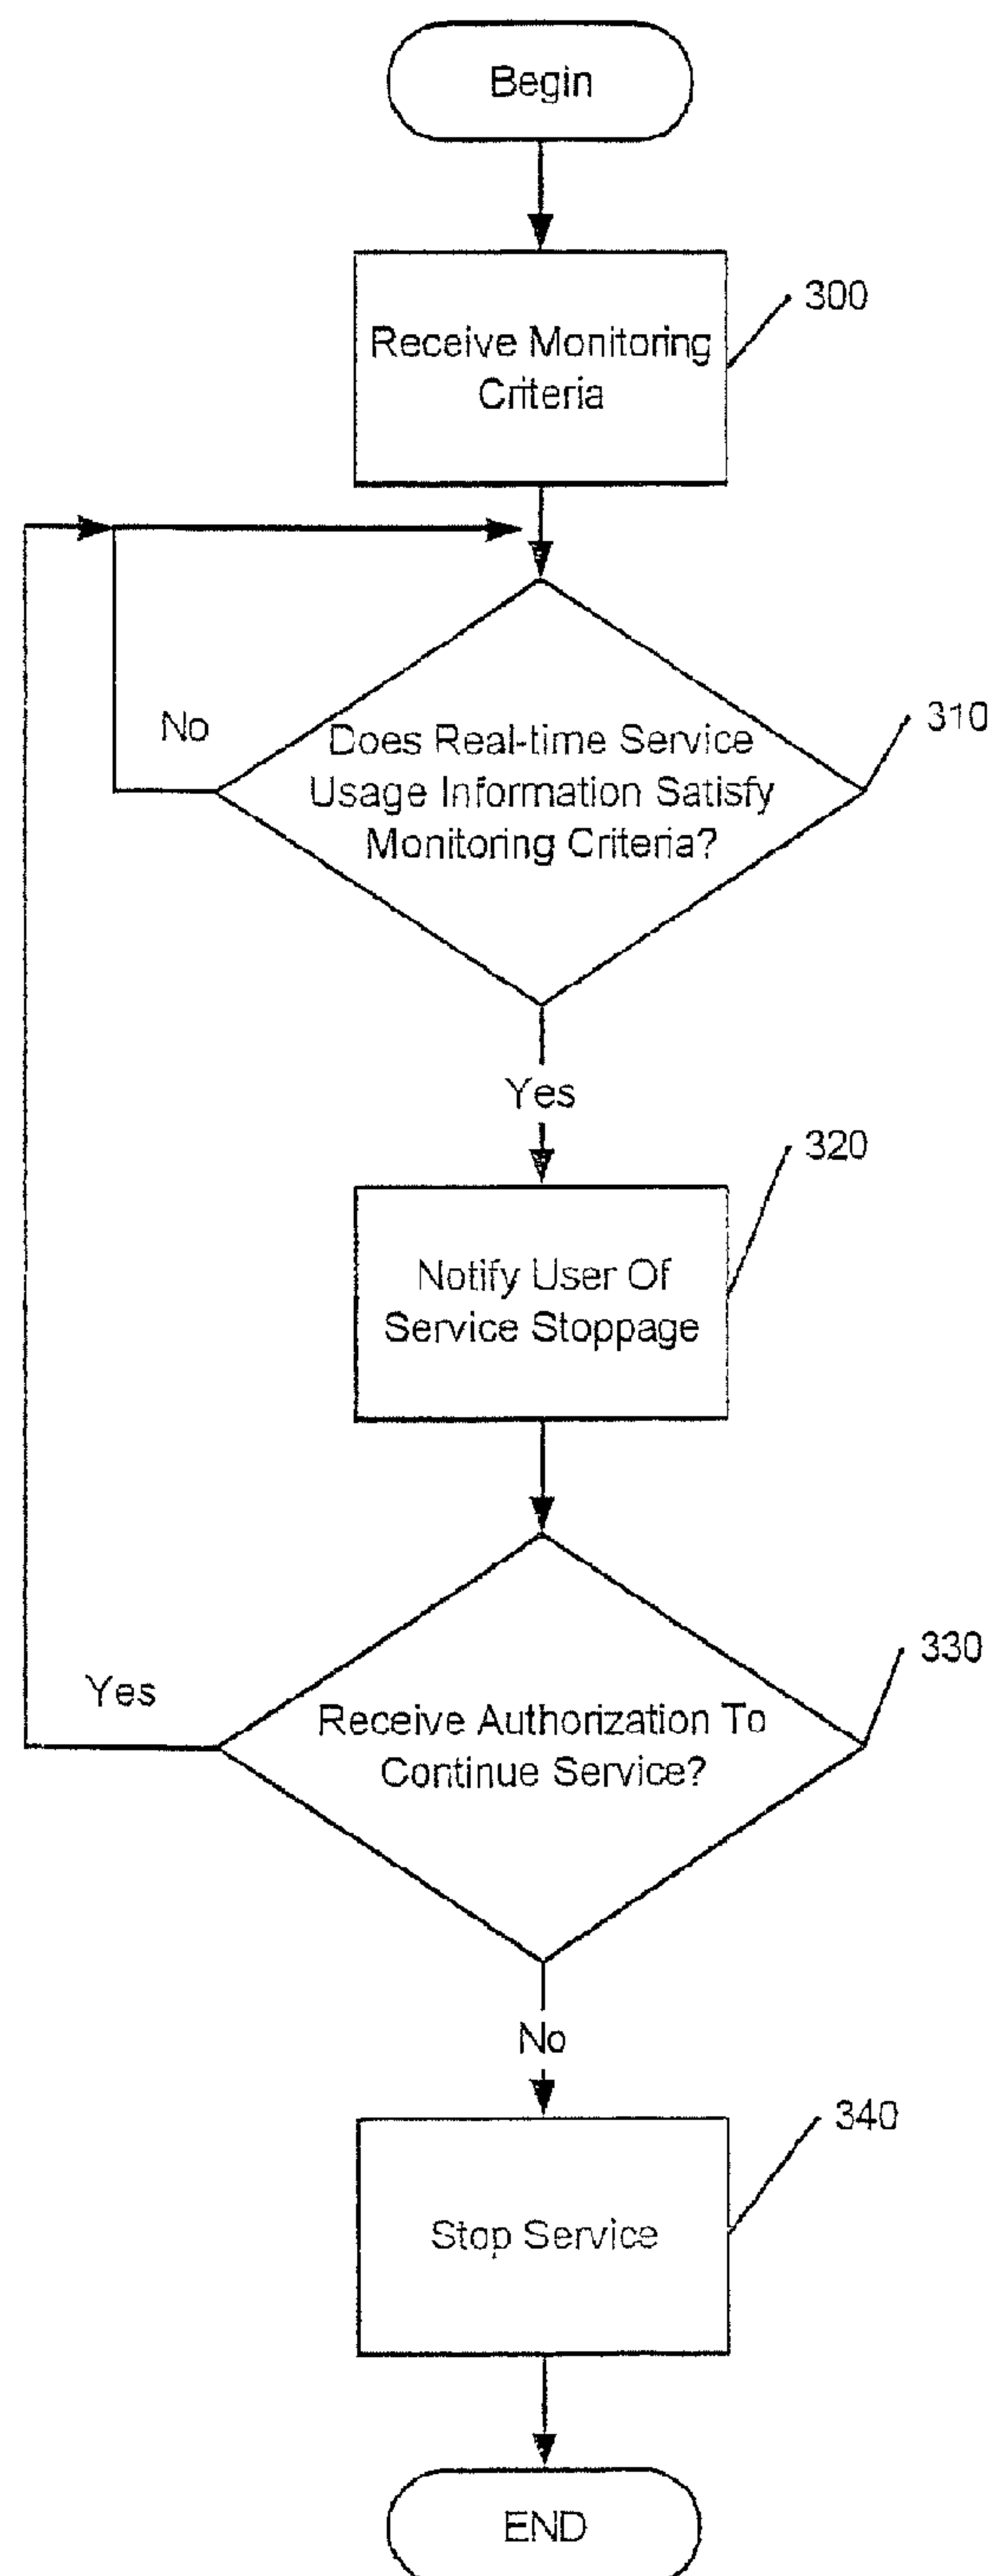 Begin
300
Receive Monitoring
Criteria
No
310
Does Real-time Service
Usage Information Satisfy
Monitoring Criteria?
Yes
320
Notify User Of
Service Stoppage
330
Yes
Receive Authorization To
Continue Service?
No
340
Stop Service
END